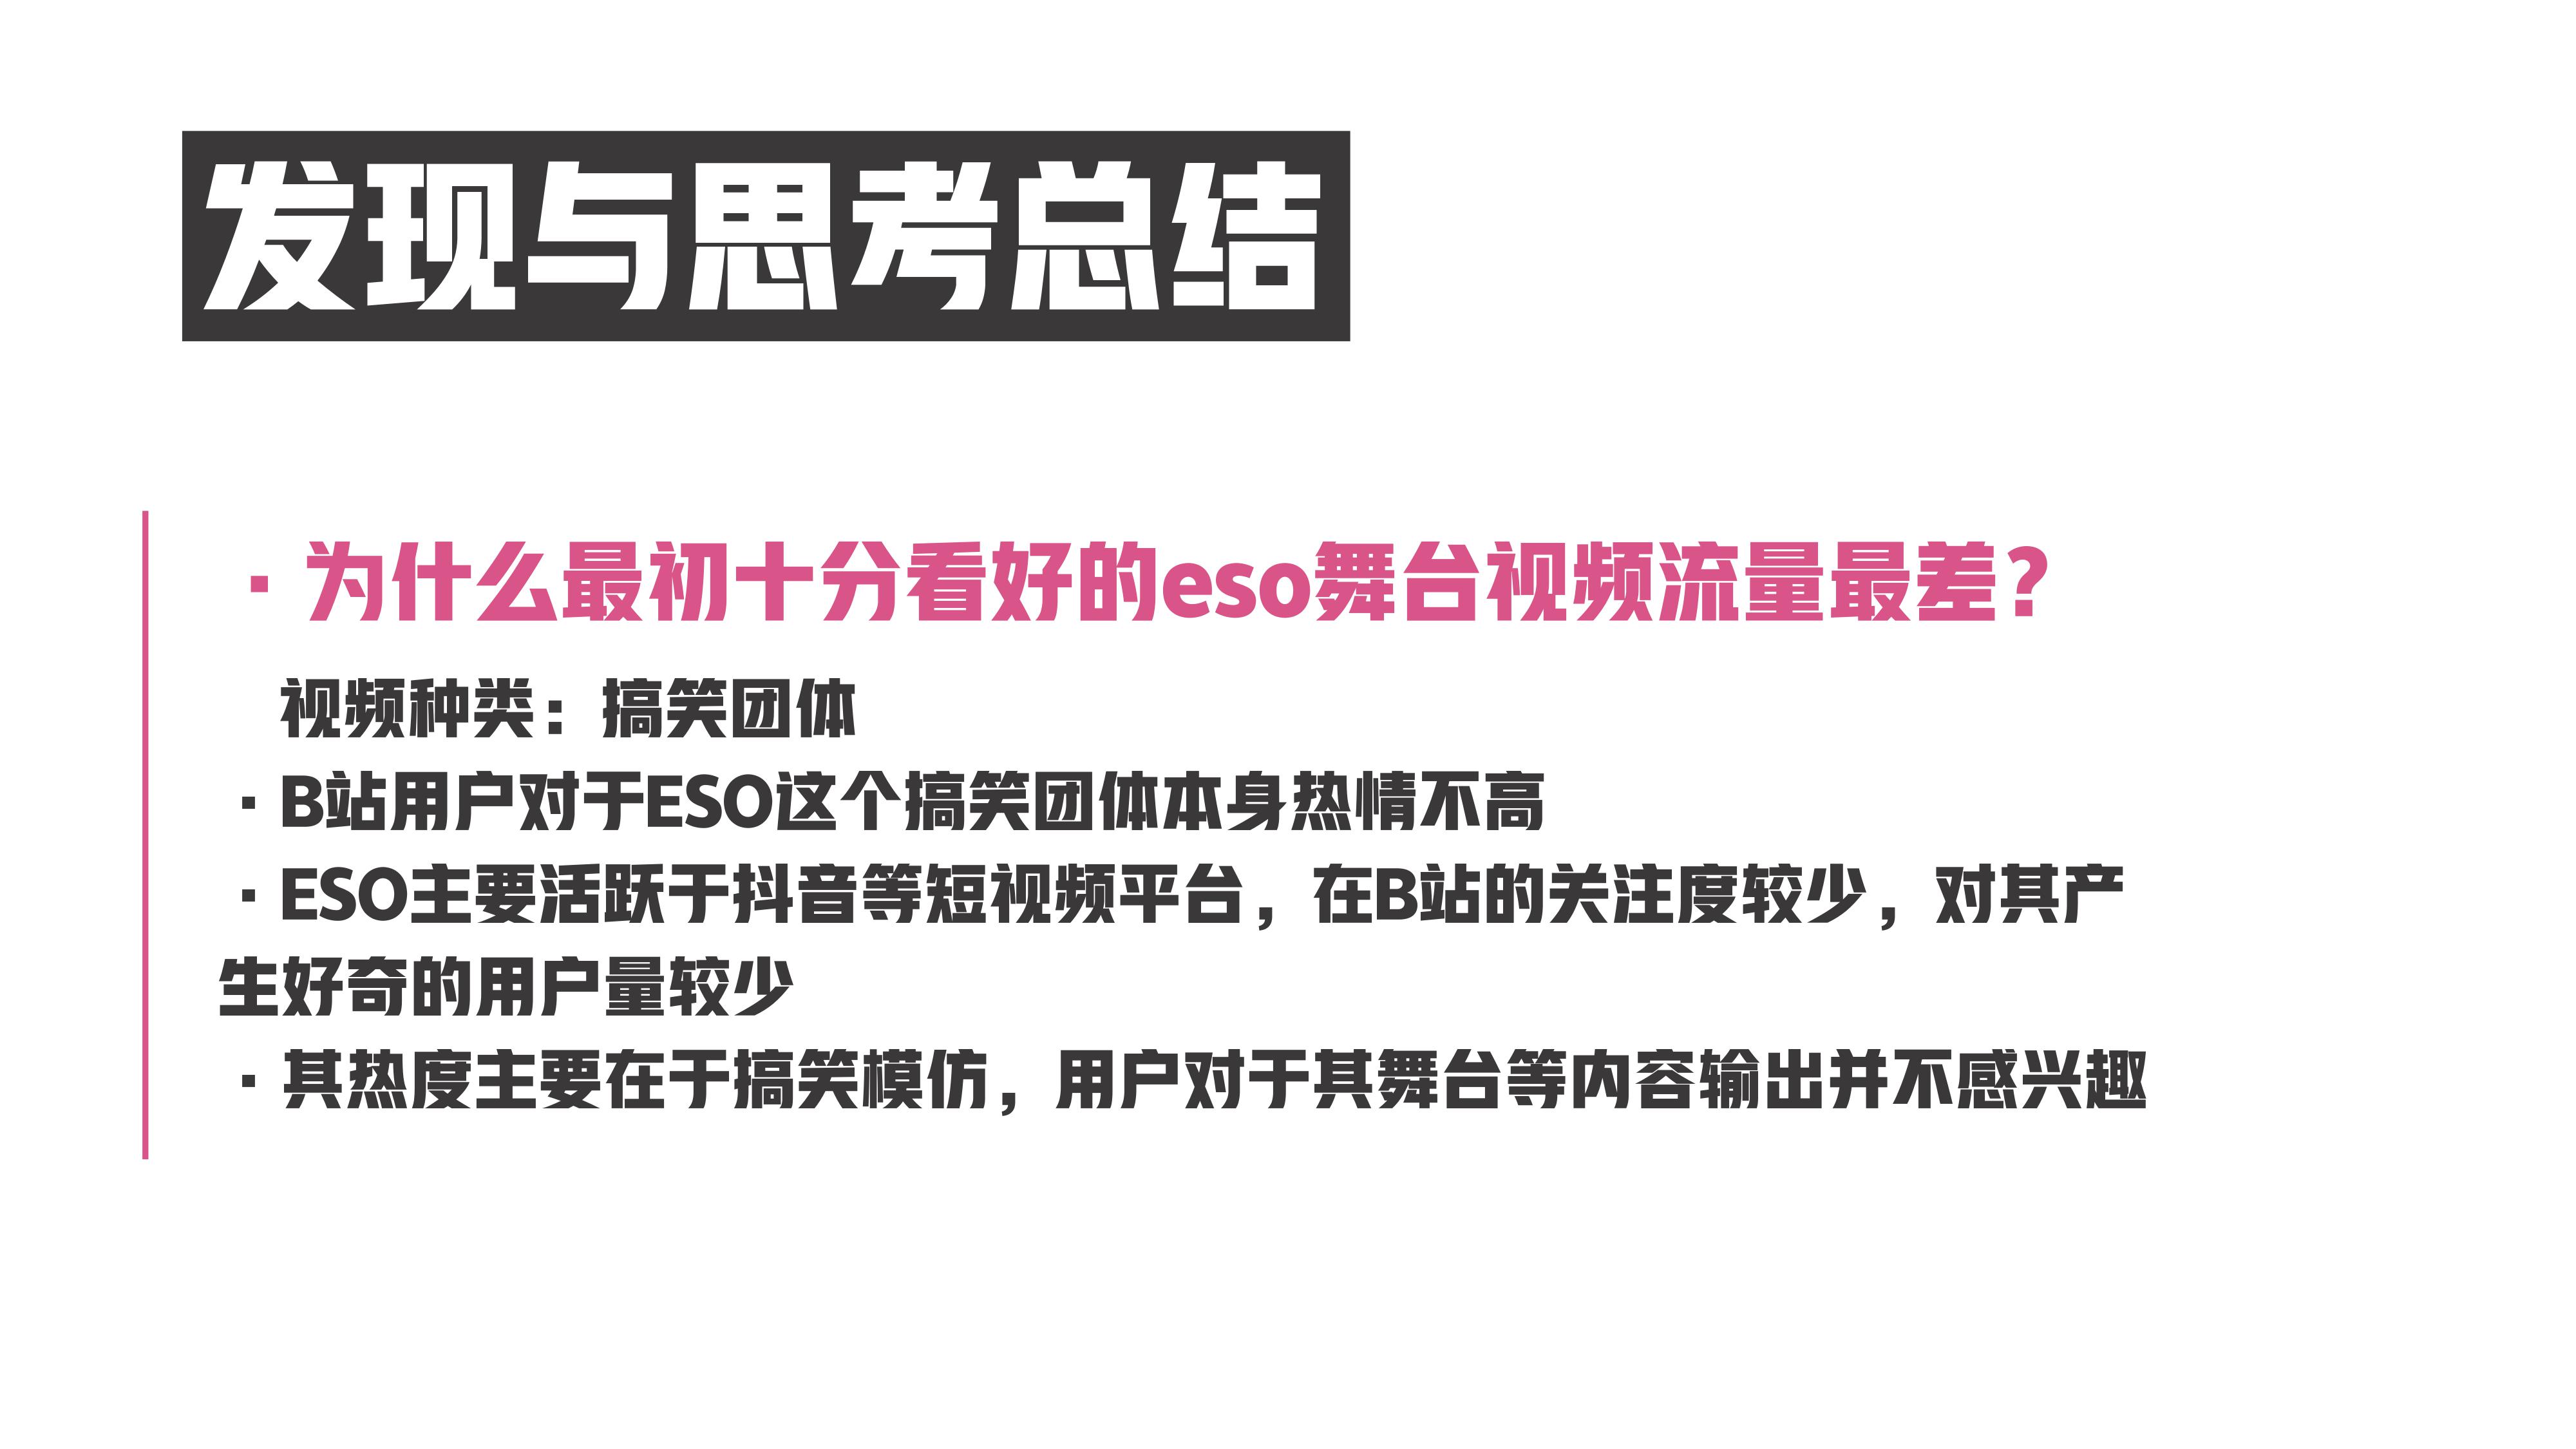 发现与思考总结
· 为什么最初十分看好的eso舞台视频流量最差？
视频种类：搞笑团体
· B站用户对于ESO这个搞笑团体本身热情不高
· ESO主要活跃于抖音等短视频平台，在B站的关注度较少，对其产
生好奇的用户量较少
· 其热度主要在于搞笑模仿，用户对于其舞台等内容输出并不感兴趣